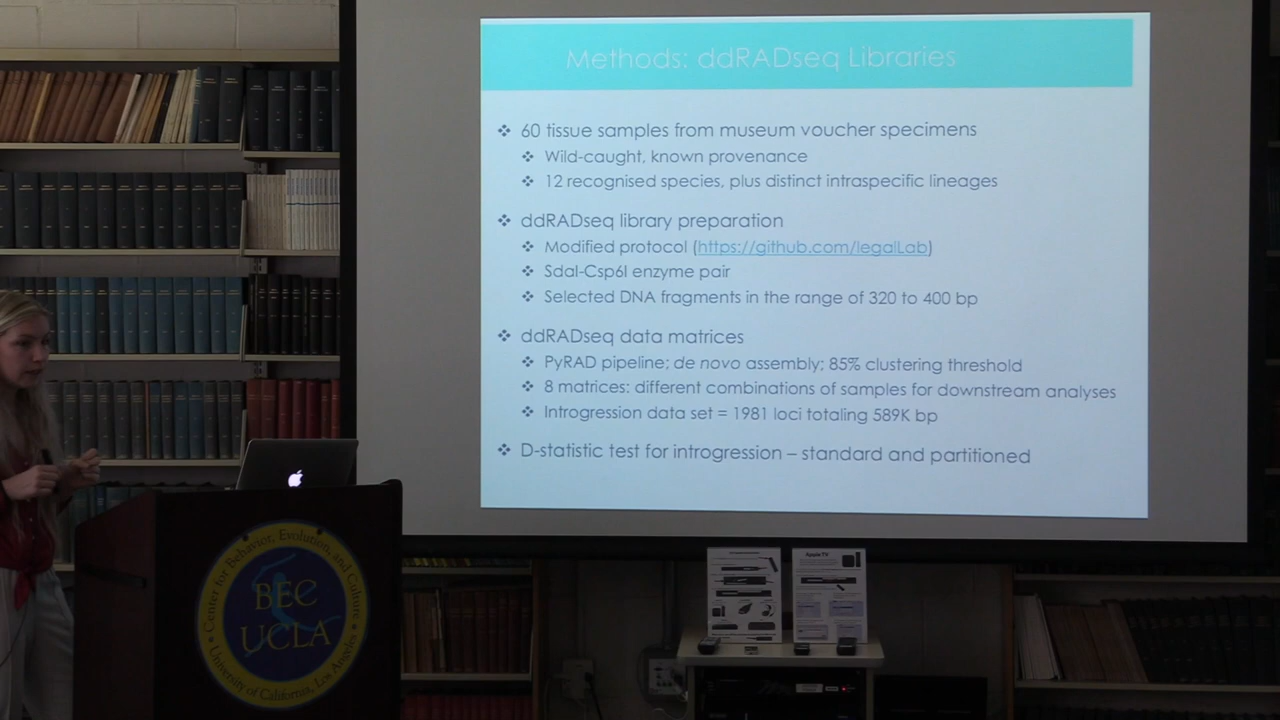 Methods: ddRADseq Libraries
60 tissue samples from museum voucher specimens
Wild-caught, known provenance
12 recognised species, plus distinct intraspecific lineages
ddRADseq library preparation
Modified protocol (https://github.com/legalLab)
SdaI-Csp6I enzyme pair
Selected DNA fragments in the range of 320 to 400 bp
ddRADseq data matrices
PyRAD pipeline; de novo assembly; 85% clustering threshold
8 matrices: different combinations of samples for downstream analyses
Introgression data set = 1981 loci totaling 589K bp
D-statistic test for introgression – standard and partitioned
Center for Behavior, Evolution, and Culture
BEC
UCLA
University of California, Los Angeles
Apple TV